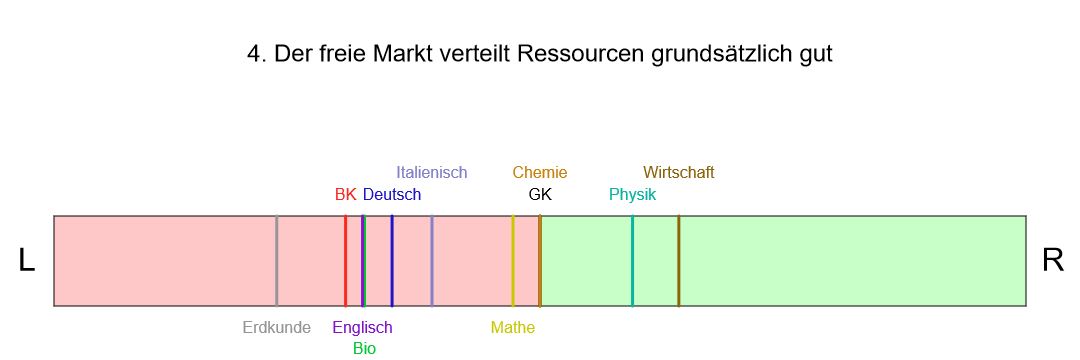 4. Der freie Markt verteilt Ressourcen grundsätzlich gut
Italienisch Chemie Wirtschaft
BK Deutsch GK Physik
L R
Erdkunde Englisch Mathe
Bio